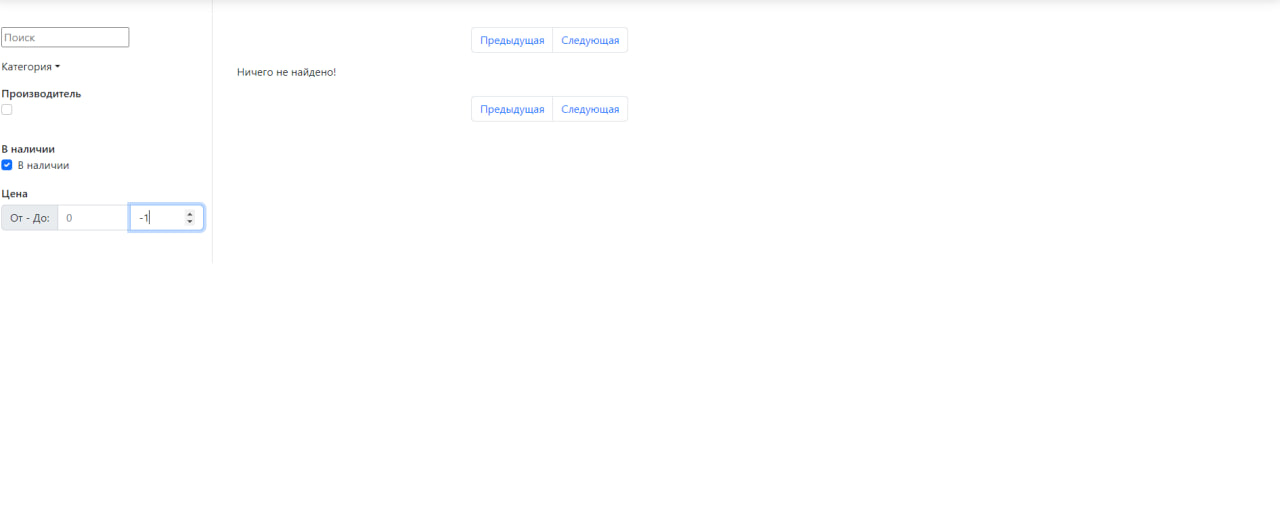 Поиск
Категория
Производитель
В наличии
В наличии
Цена
От - До: 0 -1
Предыдущая Следующая
Ничего не найдено!
Предыдущая Следующая